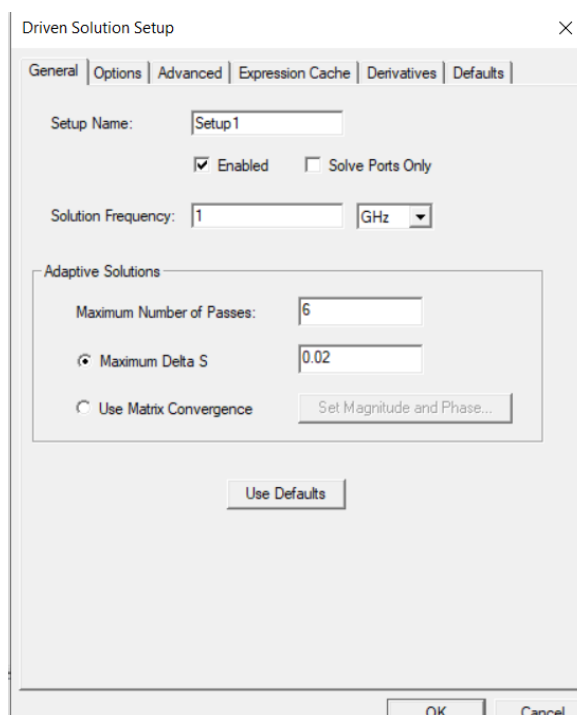 Driven Solution Setup
General Options Advanced Expression Cache Derivatives Defaults
Setup Name: Setup1
Enabled Solve Ports Only
Solution Frequency: 1 GHz
Adaptive Solutions
Maximum Number of Passes: 6
Maximum Delta S 0.02
Use Matrix Convergence Set Magnitude and Phase...
Use Defaults
OK Cancel